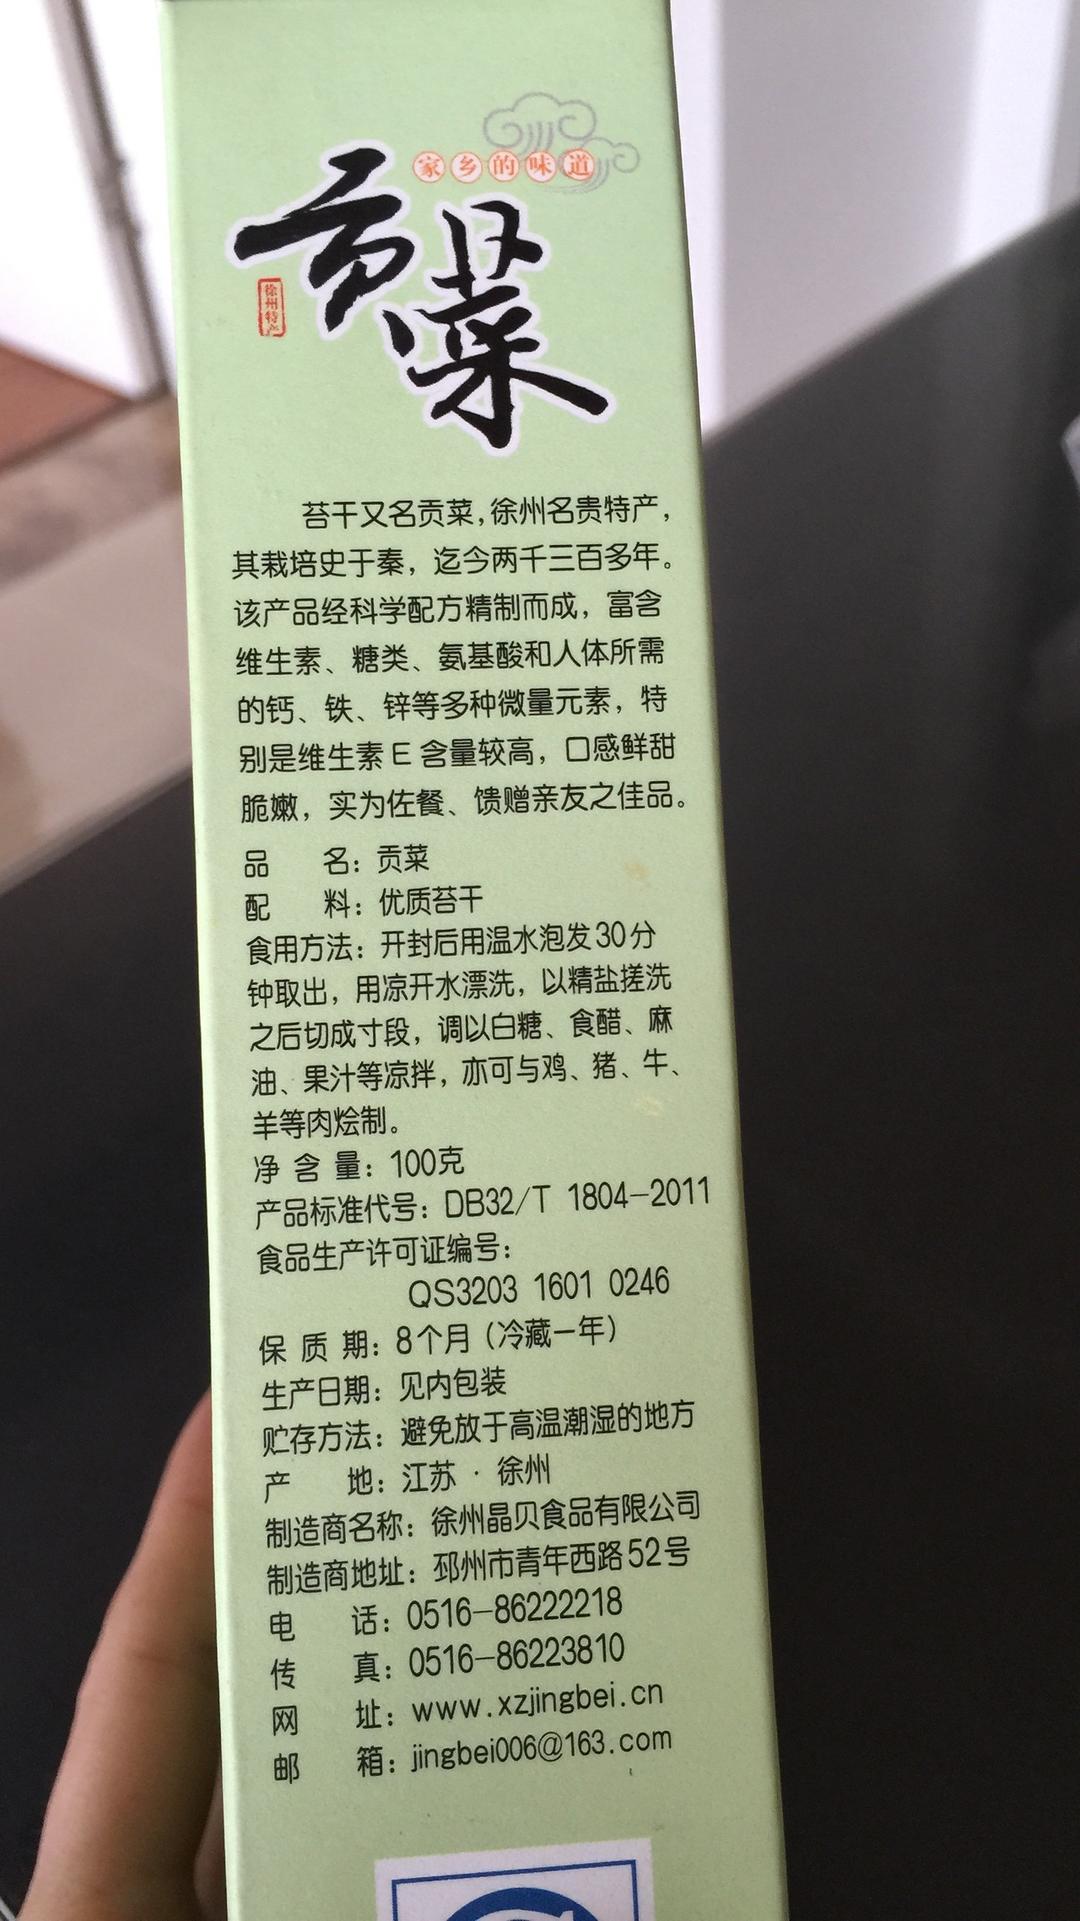 家乡的味道
贡菜
徐州特产
苔干又名贡菜,徐州名贵特产,
其栽培史于秦，迄今两千三百多年。
该产品经科学配方精制而成，富含
维生素、糖类、氨基酸和人体所需
的钙、铁、锌等多种微量元素，特
别是维生素E含量较高，口感鲜甜
脆嫩，实为佐餐、馈赠亲友之佳品。
品 名：贡菜
配 料：优质苔干
食用方法：开封后用温水泡发30分
钟取出，用凉开水漂洗，以精盐搓洗
之后切成寸段，调以白糖、食醋、麻
油、果汁等凉拌，亦可与鸡、猪、牛、
羊等肉烩制。
净 含 量：100克
产品标准代号：DB32/T 1804-2011
食品生产许可证编号：
QS3203 1601 0246
保 质 期：8个月（冷藏一年）
生产日期：见内包装
贮存方法：避免放于高温潮湿的地方
产 地：江苏·徐州
制造商名称：徐州晶贝食品有限公司
制造商地址：邳州市青年西路52号
电 话：0516-86222218
传 真：0516-86223810
网 址：www.xzjingbei.cn
邮 箱：jingbei006@163.com